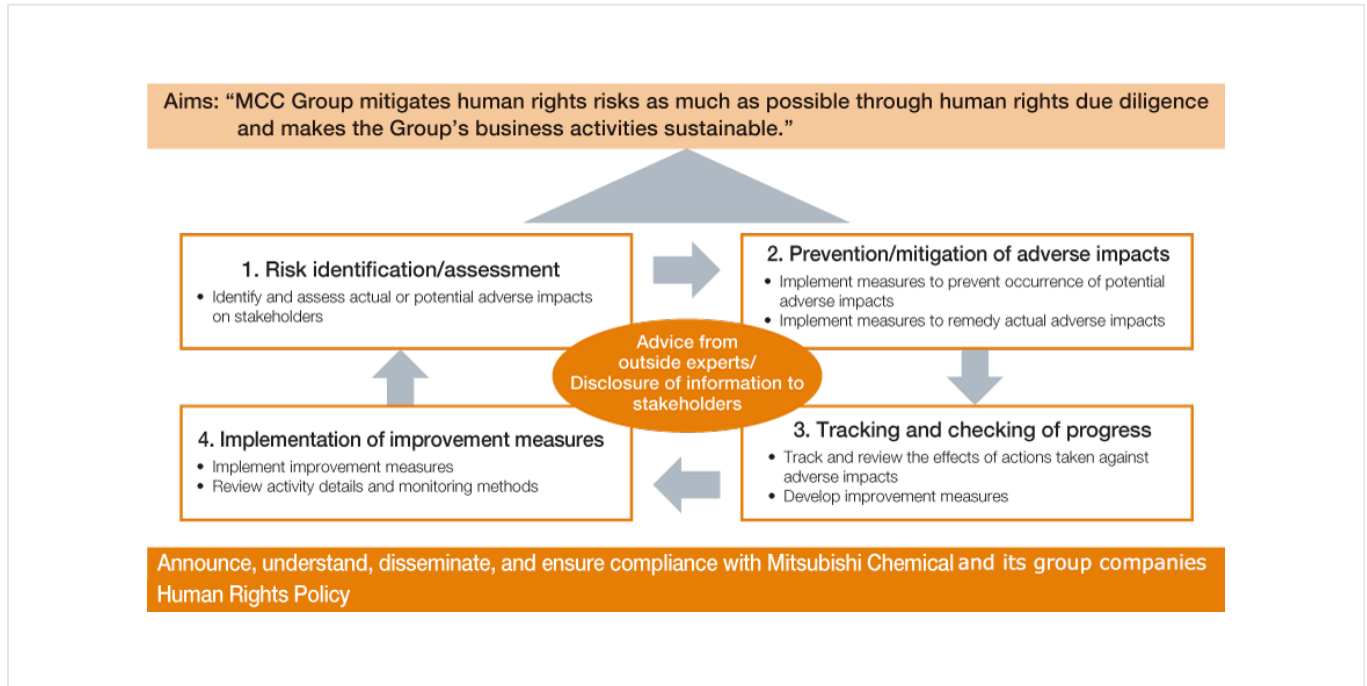 Aims: “MCC Group mitigates human rights risks as much as possible through human rights due diligence
and makes the Group’s business activities sustainable.”
1. Risk identification/assessment
• Identify and assess actual or potential adverse impacts
on stakeholders
2. Prevention/mitigation of adverse impacts
• Implement measures to prevent occurrence of potential
adverse impacts
• Implement measures to remedy actual adverse impacts
Advice from
outside experts/
Disclosure of information to
stakeholders
4. Implementation of improvement measures
• Implement improvement measures
• Review activity details and monitoring methods
3. Tracking and checking of progress
• Track and review the effects of actions taken against
adverse impacts
• Develop improvement measures
Announce, understand, disseminate, and ensure compliance with Mitsubishi Chemical and its group companies
Human Rights Policy